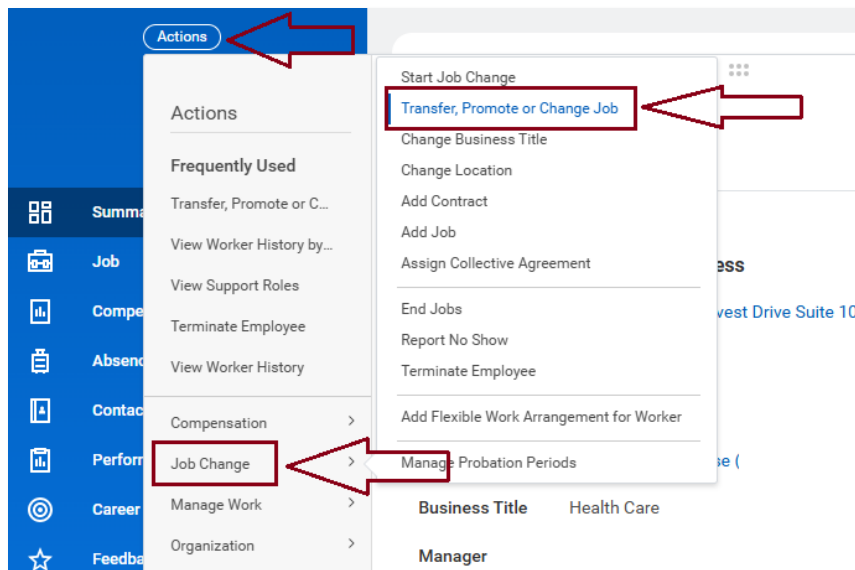 Actions
Actions
Frequently Used
Transfer, Promote or C...
View Worker History by...
View Support Roles
Terminate Employee
View Worker History
Compensation
Job Change
Manage Work
Organization
Start Job Change
Transfer, Promote or Change Job
Change Business Title
Change Location
Add Contract
Add Job
Assign Collective Agreement
End Jobs
Report No Show
Terminate Employee
Add Flexible Work Arrangement for Worker
Manage Probation Periods
Summa
Job
Compe
Absenc
Contac
Perforr
Career
Feedba
ess
vest Drive Suite 10
se (
Business Title Health Care
Manager